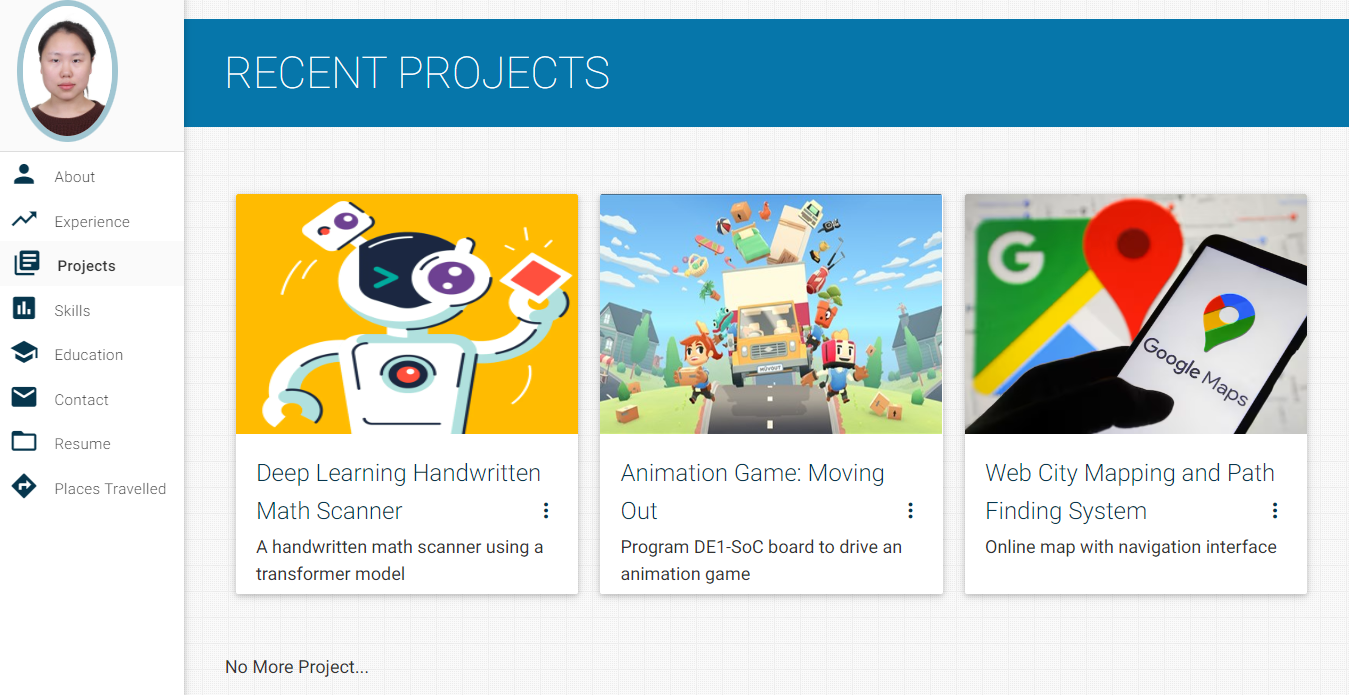 RECENT PROJECTS
About
Experience
Projects
Skills
Education
Contact
Resume
Places Travelled
MOVOUT
Deep Learning Handwritten
Math Scanner
A handwritten math scanner using a
transformer model
Animation Game: Moving
Out
Program DE1-SoC board to drive an
animation game
G
Google Maps
Web City Mapping and Path
Finding System
Online map with navigation interface
No More Project...